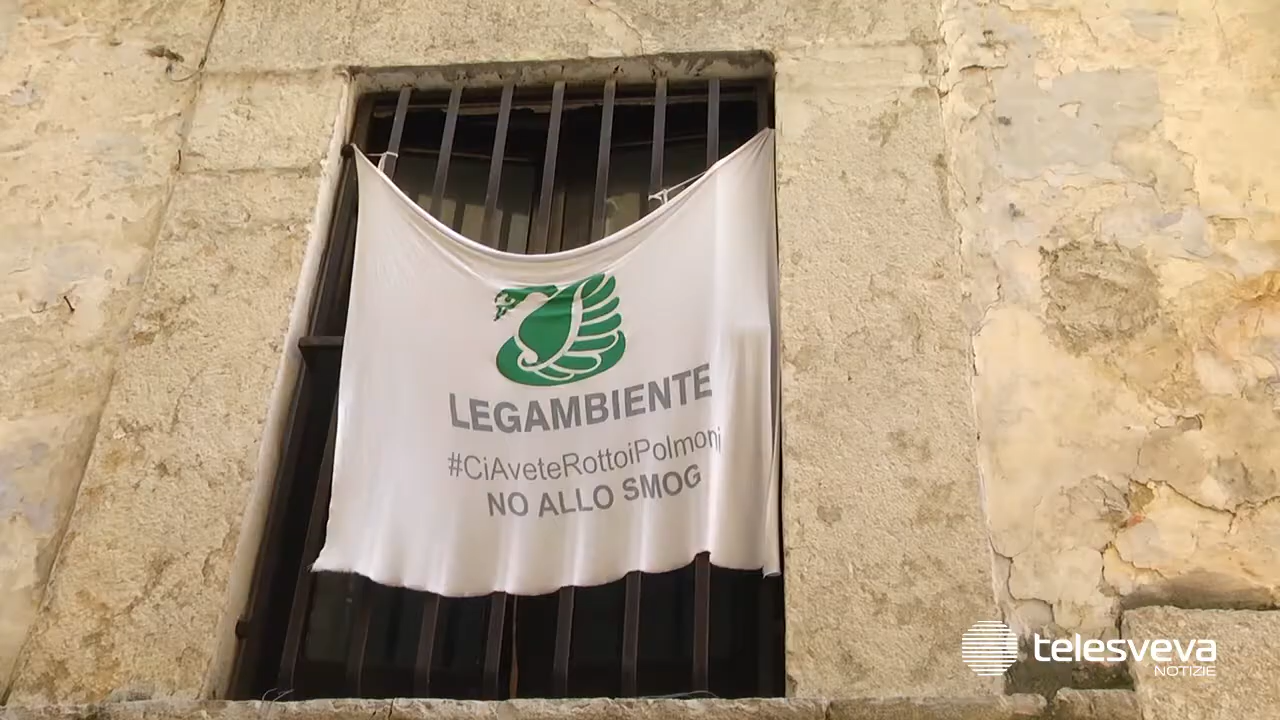 LEGAMBIENTE
#CiAveteRottoiPolmoni
NO ALLO SMOG
telesveva
NOTIZIE